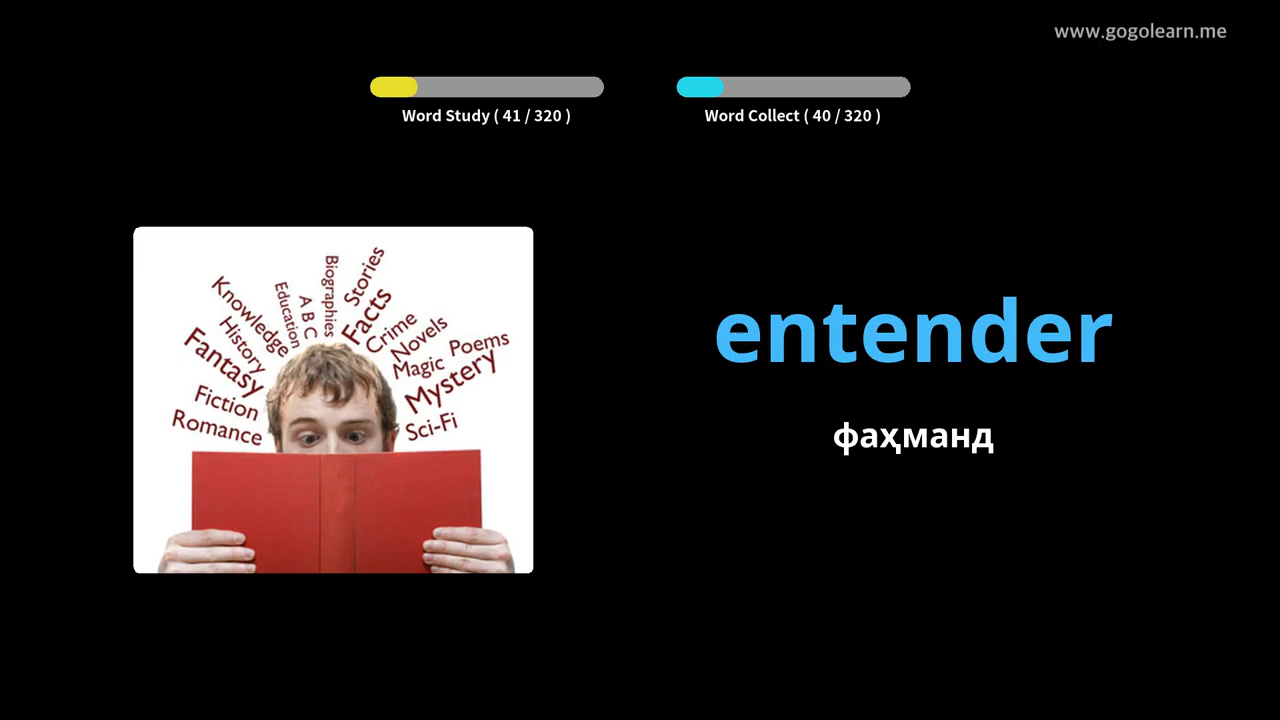 www.gogolearn.me
Word Study ( 41 / 320 )
Word Collect ( 40 / 320 )
Biographies
Stories
Education
A B C
Facts
Knowledge
Crime
History
Novels
Poems
Fantasy
Magic
Mystery
Fiction
Romance
Sci-Fi
entender
фаҳманд